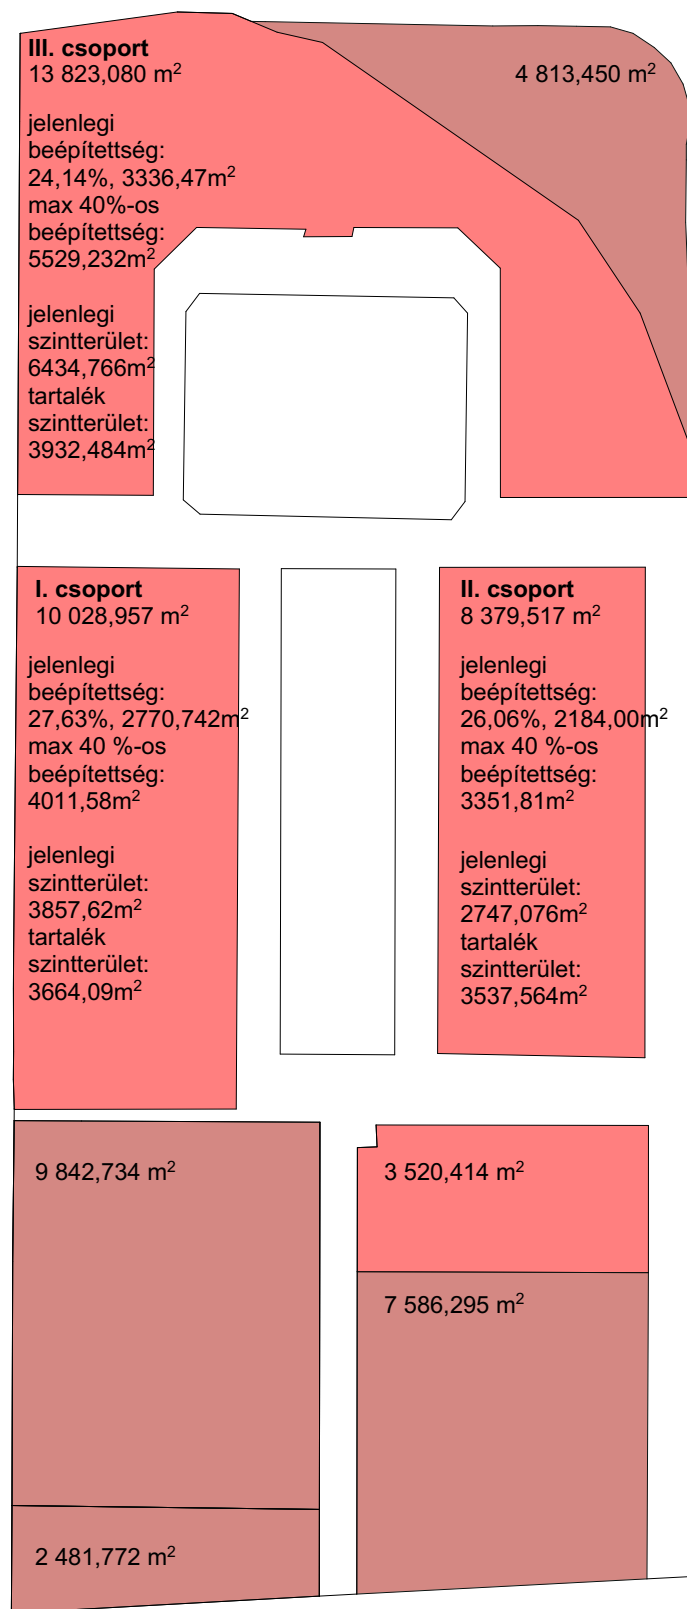 III. csoport
13 823,080 m²
jelenlegi
beépítettség:
24,14%, 3336,47m²
max 40%-os
beépítettség:
5529,232m²
jelenlegi
szintterület:
6434,766m²
tartalék
szintterület:
3932,484m²
4 813,450 m²
I. csoport
10 028,957 m²
jelenlegi
beépítettség:
27,63%, 2770,742m²
max 40 %-os
beépítettség:
4011,58m²
jelenlegi
szintterület:
3857,62m²
tartalék
szintterület:
3664,09m²
II. csoport
8 379,517 m²
jelenlegi
beépítettség:
26,06%, 2184,00m²
max 40 %-os
beépítettség:
3351,81m²
jelenlegi
szintterület:
2747,076m²
tartalék
szintterület:
3537,564m²
9 842,734 m²
3 520,414 m²
7 586,295 m²
2 481,772 m²